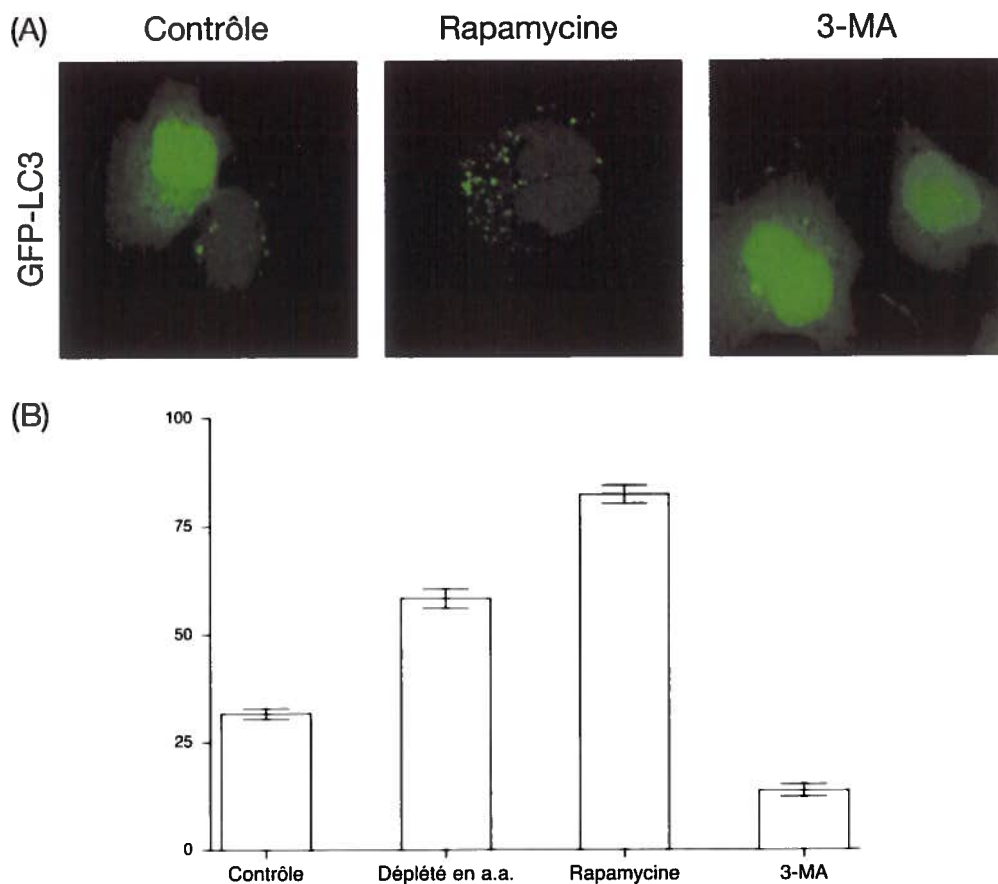 (A)
Contrôle Rapamycine 3-MA
GFP-LC3
(B)
100
75
50
25
0
Contrôle Déplété en a.a. Rapamycine 3-MA